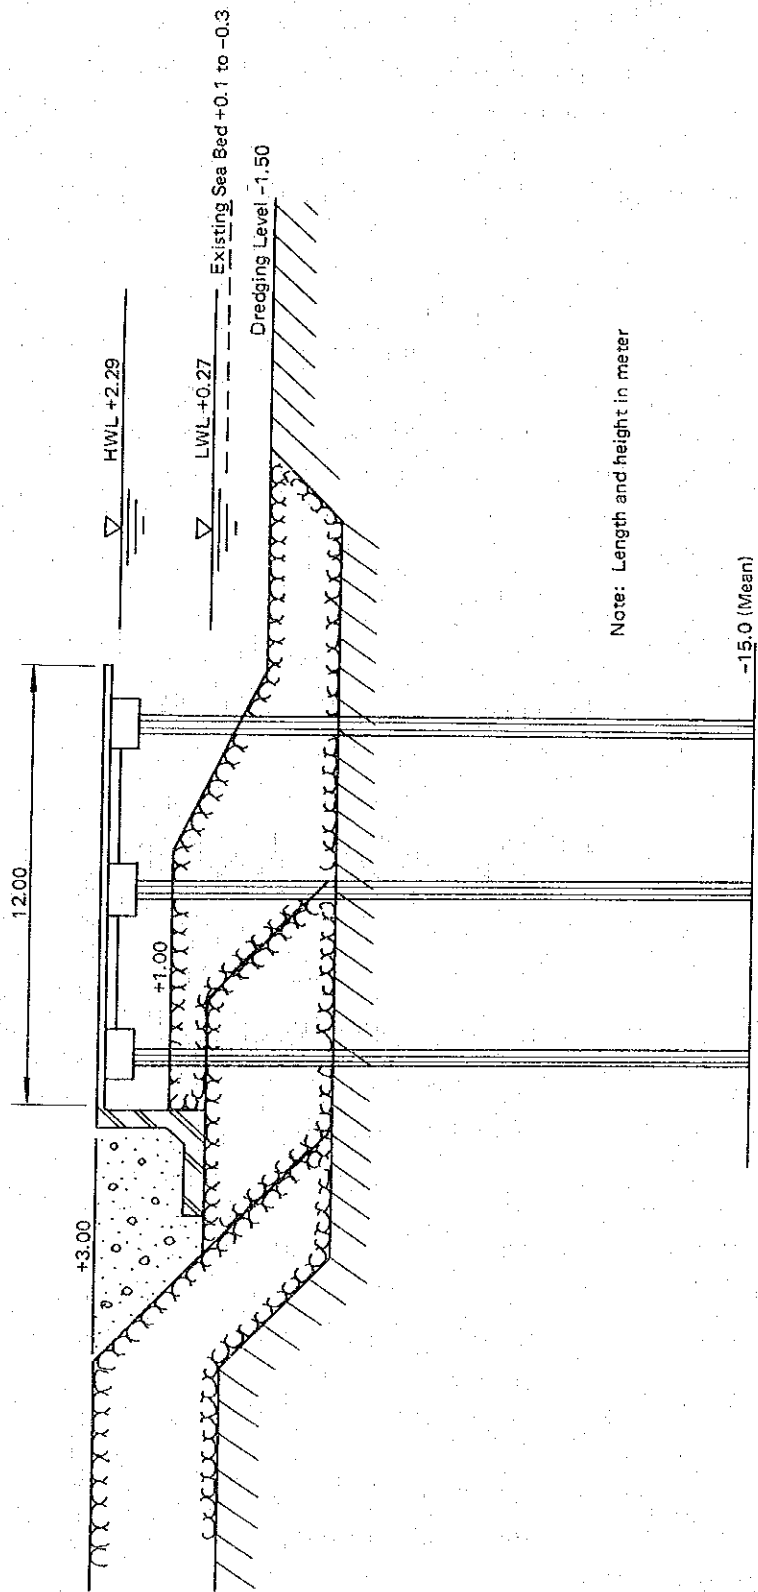 12.00
HWL +2.29
LWL +0.27
Existing Sea Bed +0.1 to -0.3
Dredging Level -1.50
+3.00
+1.00
Note: Length and height in meter
-15.0 (Mean)